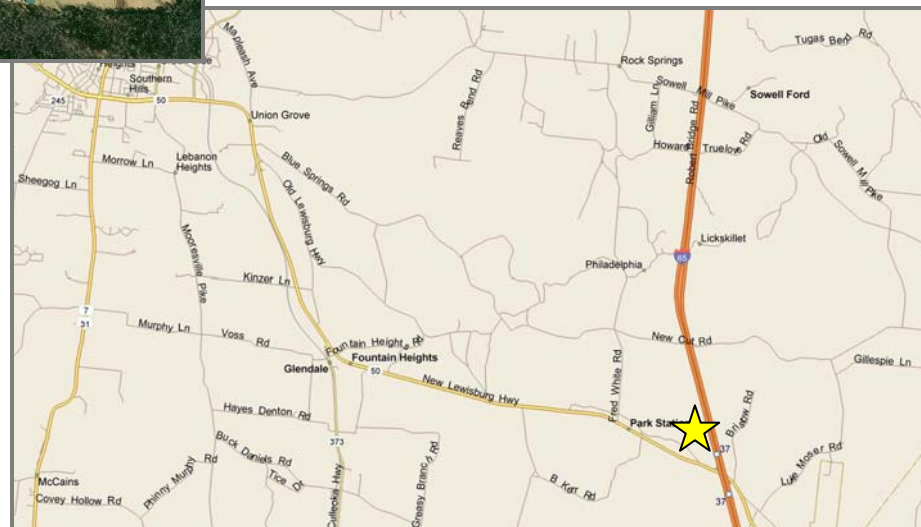 Mapleash Ave
Heights
Southern
Hills
245
50
Union Grove
Morrow Ln
Lebanon
Heights
Sheegog Ln
Blue Springs Rd
Old Lewisburg Hwy
Mooresville Pike
Kinzer Ln
7
31
Murphy Ln
Voss Rd
Fountain Heights Rd
Fountain Heights
Glendale
50
New Lewisburg Hwy
Hayes Denton Rd
373
Buck Daniels Rd
Tice Ct
Phinny Murphy Rd
McCains
Covey Hollow Rd
Culleoka Hwy
Greasy Branch Rd
B Kerr Rd
Reaves Bend Rd
Rock Springs
Sowell Mill Pike
Gilliam Ln
Robert Bridge Rd
Tugas Bend Rd
Sowell Ford
Howard Truelove Rd
Old Sowell Mill Pike
Lickskillet
65
Philadelphia
New Cut Rd
Gillespie Ln
Fred White Rd
Park
37
37
Luke Moser Rd